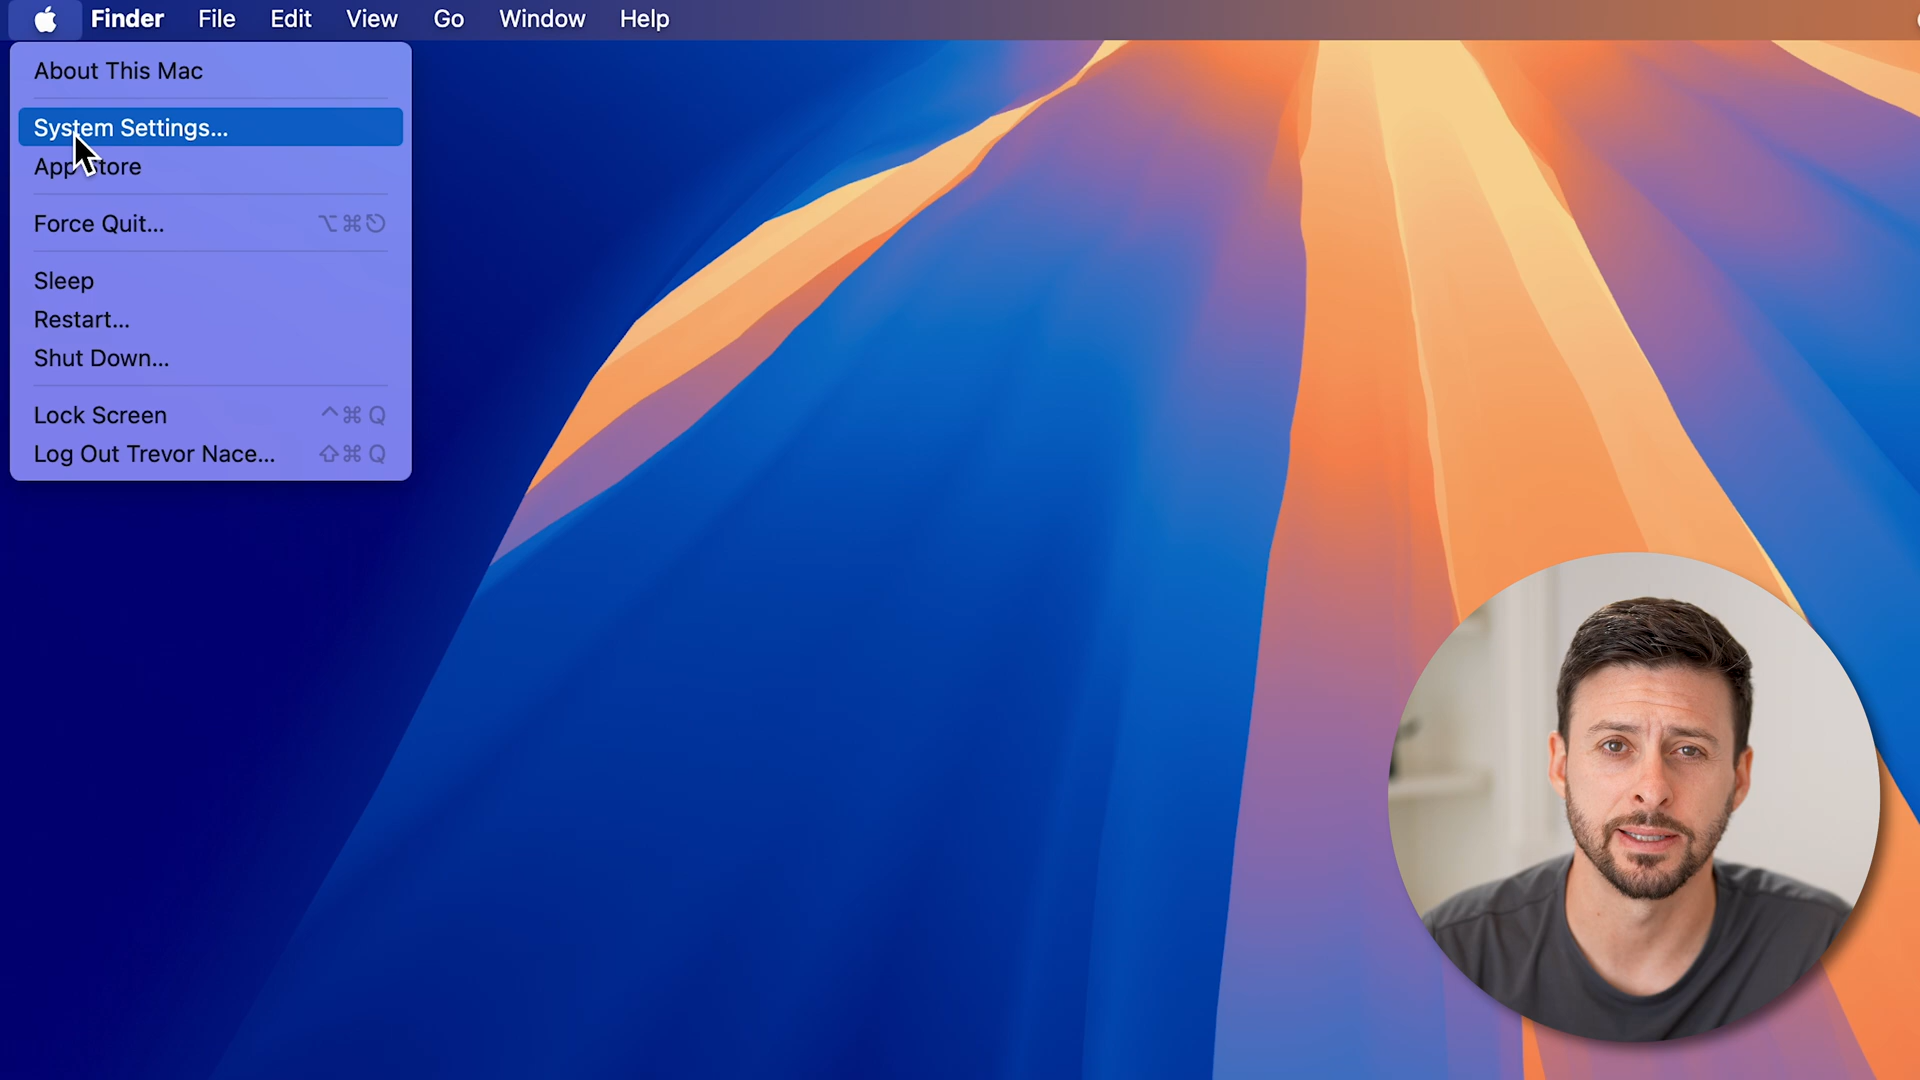 Finder File Edit View Go Window Help
About This Mac
System Settings...
App Store
Force Quit... ⌥⌘⎋
Sleep
Restart...
Shut Down...
Lock Screen ^⌘Q
Log Out Trevor Nace... ⇧⌘Q